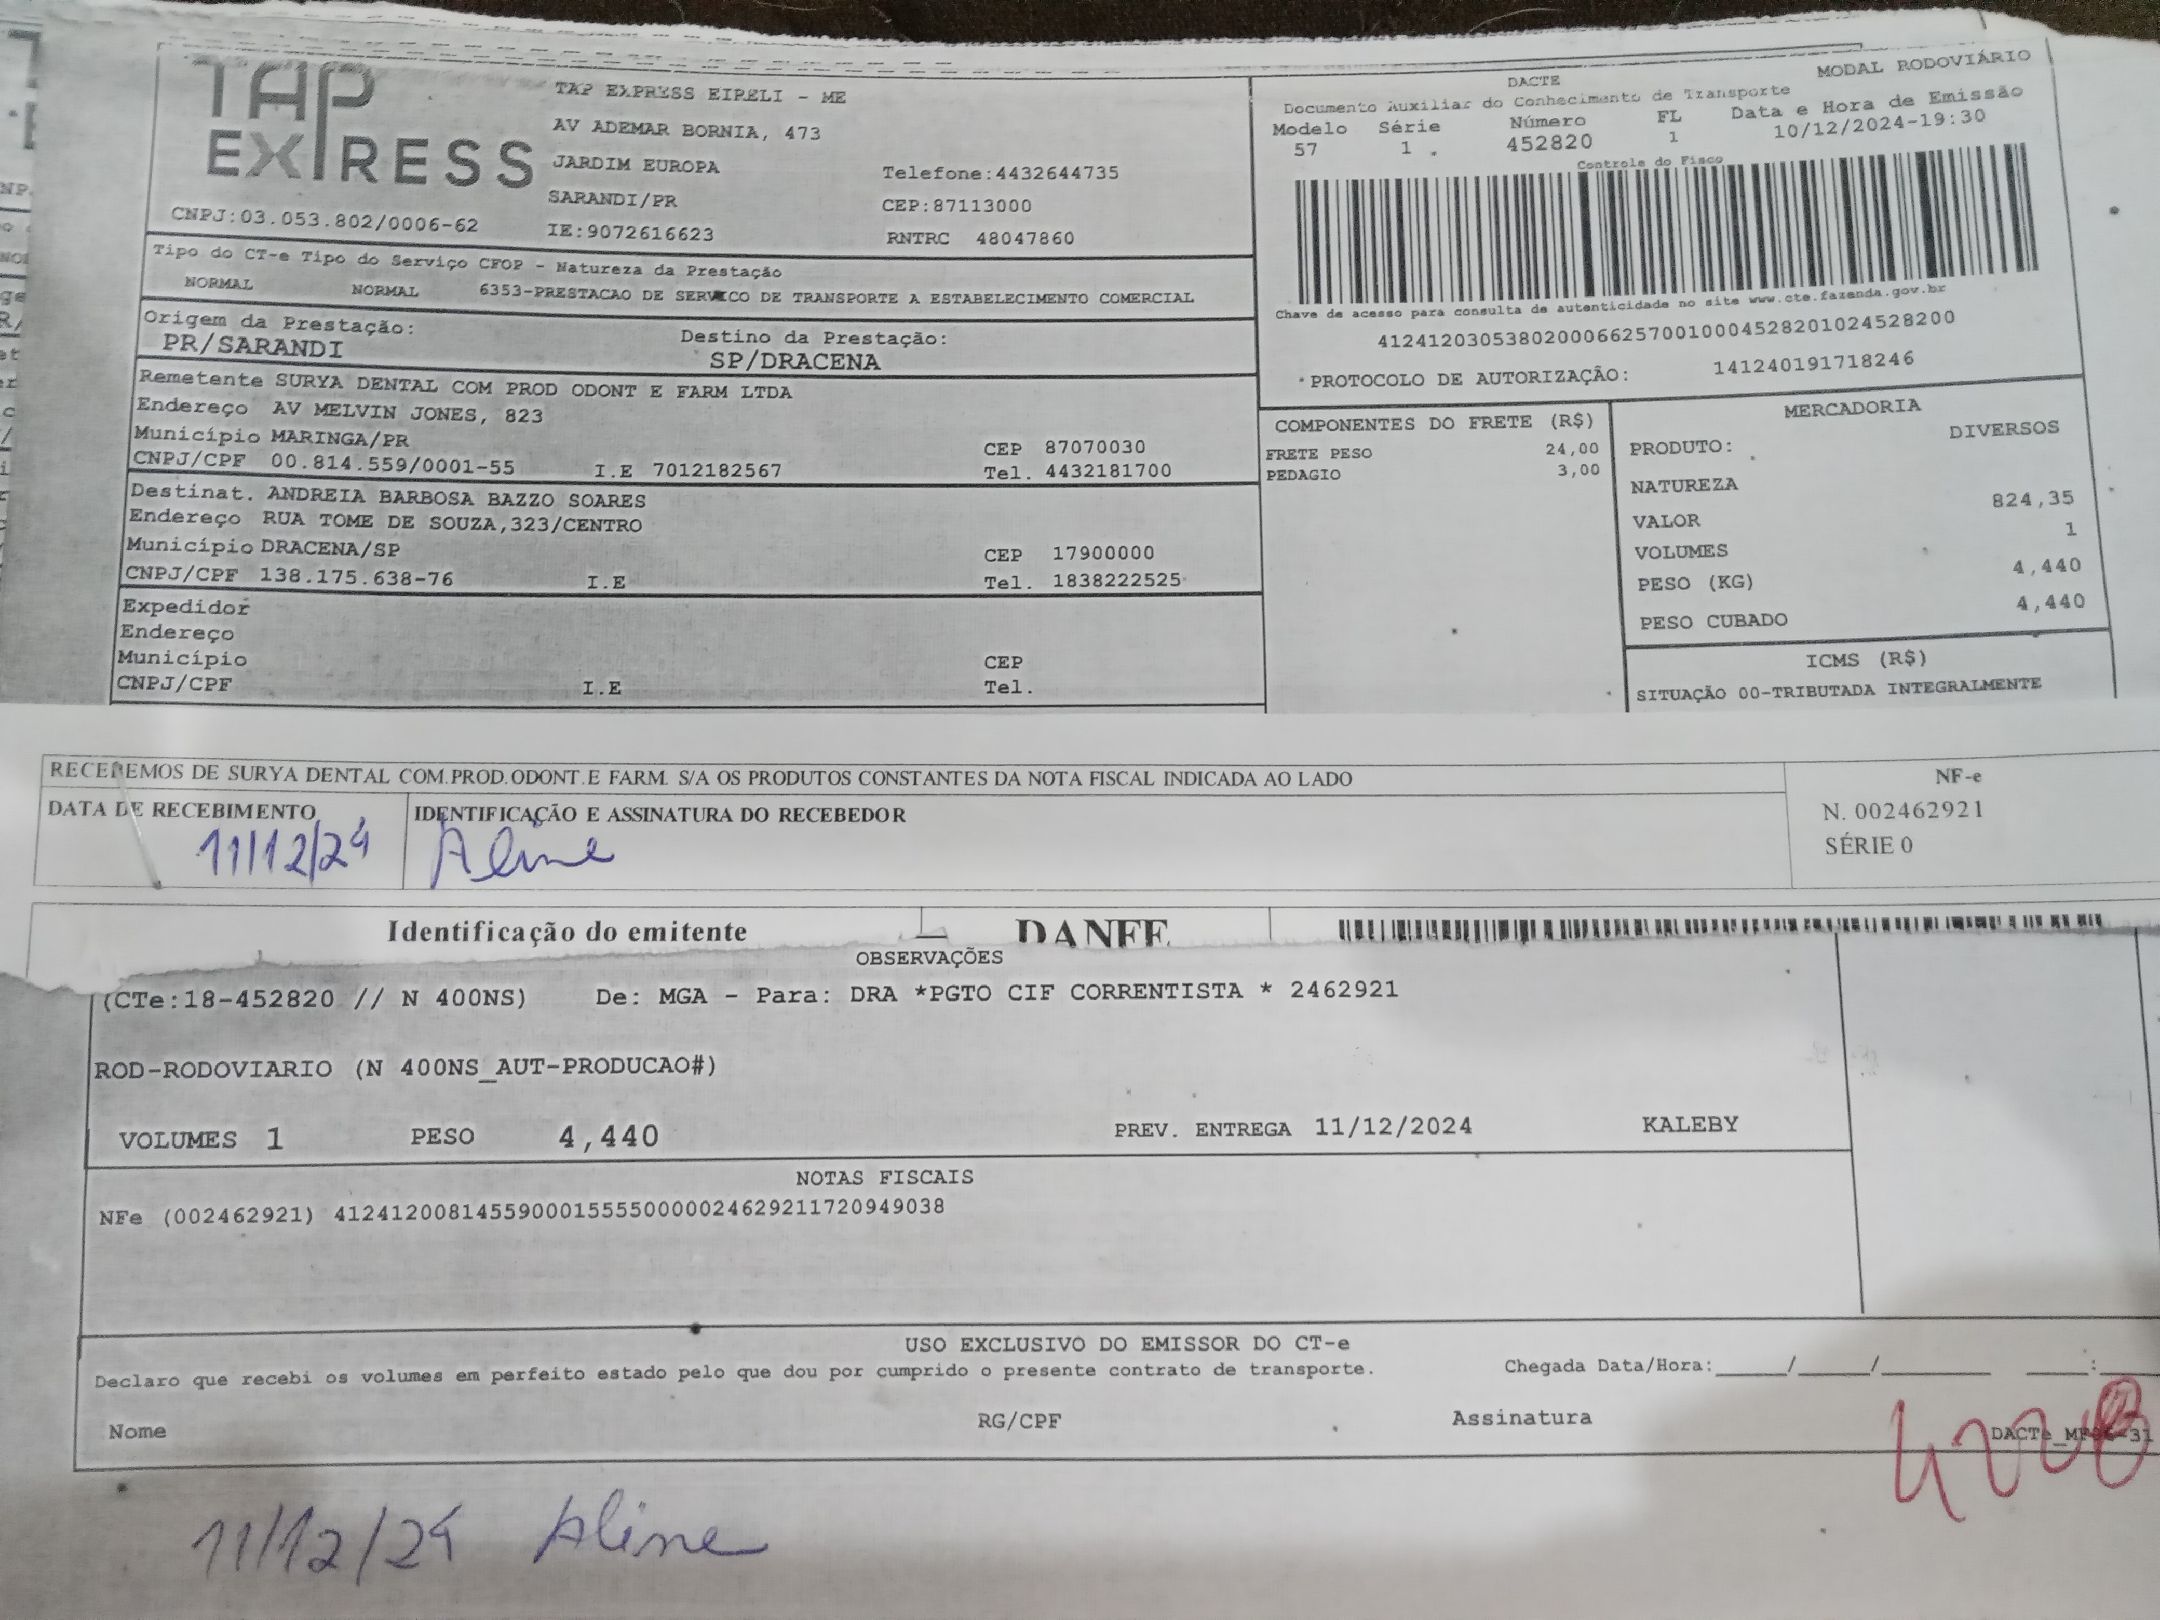 TAP EXPRESS
TAP EXPRESS EIRELI - ME
AV ADEMAR BORNIA, 473
JARDIM EUROPA
Telefone:4432644735
SARANDI/PR
CEP:87113000
CNPJ:03.053.802/0006-62
IE:9072616623
RNTRC 48047860
DACTE
MODAL RODOVIÁRIO
Documento Auxiliar do Conhecimento de Transporte
Modelo Série Número FL Data e Hora de Emissão
57 1 452820 1 10/12/2024-19:30
Controle do Fisco
Chave de acesso para consulta de autenticidade no site www.cte.fazenda.gov.br
41241203053802000662570010004528201024528200
PROTOCOLO DE AUTORIZAÇÃO: 141240191718246
Tipo do CT-e Tipo do Serviço CFOP - Natureza da Prestação
NORMAL NORMAL 6353-PRESTACAO DE SERVICO DE TRANSPORTE A ESTABELECIMENTO COMERCIAL
Origem da Prestação: Destino da Prestação:
PR/SARANDI SP/DRACENA
Remetente SURYA DENTAL COM PROD ODONT E FARM LTDA
Endereço AV MELVIN JONES, 823
Município MARINGA/PR CEP 87070030
CNPJ/CPF 00.814.559/0001-55 I.E 7012182567 Tel. 4432181700
Destinat. ANDREIA BARBOSA BAZZO SOARES
Endereço RUA TOME DE SOUZA,323/CENTRO
Município DRACENA/SP CEP 17900000
CNPJ/CPF 138.175.638-76 I.E Tel. 1838222525
Expedidor
Endereço
Município CEP
CNPJ/CPF I.E Tel.
COMPONENTES DO FRETE (R$)
FRETE PESO 24,00
PEDAGIO 3,00
MERCADORIA
PRODUTO: DIVERSOS
NATUREZA
VALOR 824,35
VOLUMES 1
PESO (KG) 4,440
PESO CUBADO 4,440
ICMS (R$)
SITUAÇÃO 00-TRIBUTADA INTEGRALMENTE
RECEBEMOS DE SURYA DENTAL COM.PROD.ODONT.E FARM. S/A OS PRODUTOS CONSTANTES DA NOTA FISCAL INDICADA AO LADO
NF-e
N. 002462921
SÉRIE 0
DATA DE RECEBIMENTO IDENTIFICAÇÃO E ASSINATURA DO RECEBEDOR
11/12/24 Aline
Identificação do emitente DANFE
OBSERVAÇÕES
(CTe:18-452820 // N 400NS) De: MGA - Para: DRA *PGTO CIF CORRENTISTA * 2462921
ROD-RODOVIARIO (N 400NS_AUT-PRODUCAO#)
VOLUMES 1 PESO 4,440 PREV. ENTREGA 11/12/2024 KALEBY
NOTAS FISCAIS
NFe (002462921) 41241200814559000155550000024629211720949038
USO EXCLUSIVO DO EMISSOR DO CT-e
Declaro que recebi os volumes em perfeito estado pelo que dou por cumprido o presente contrato de transporte. Chegada Data/Hora:____/____/______ ____:
Nome RG/CPF Assinatura
11/12/24 Aline